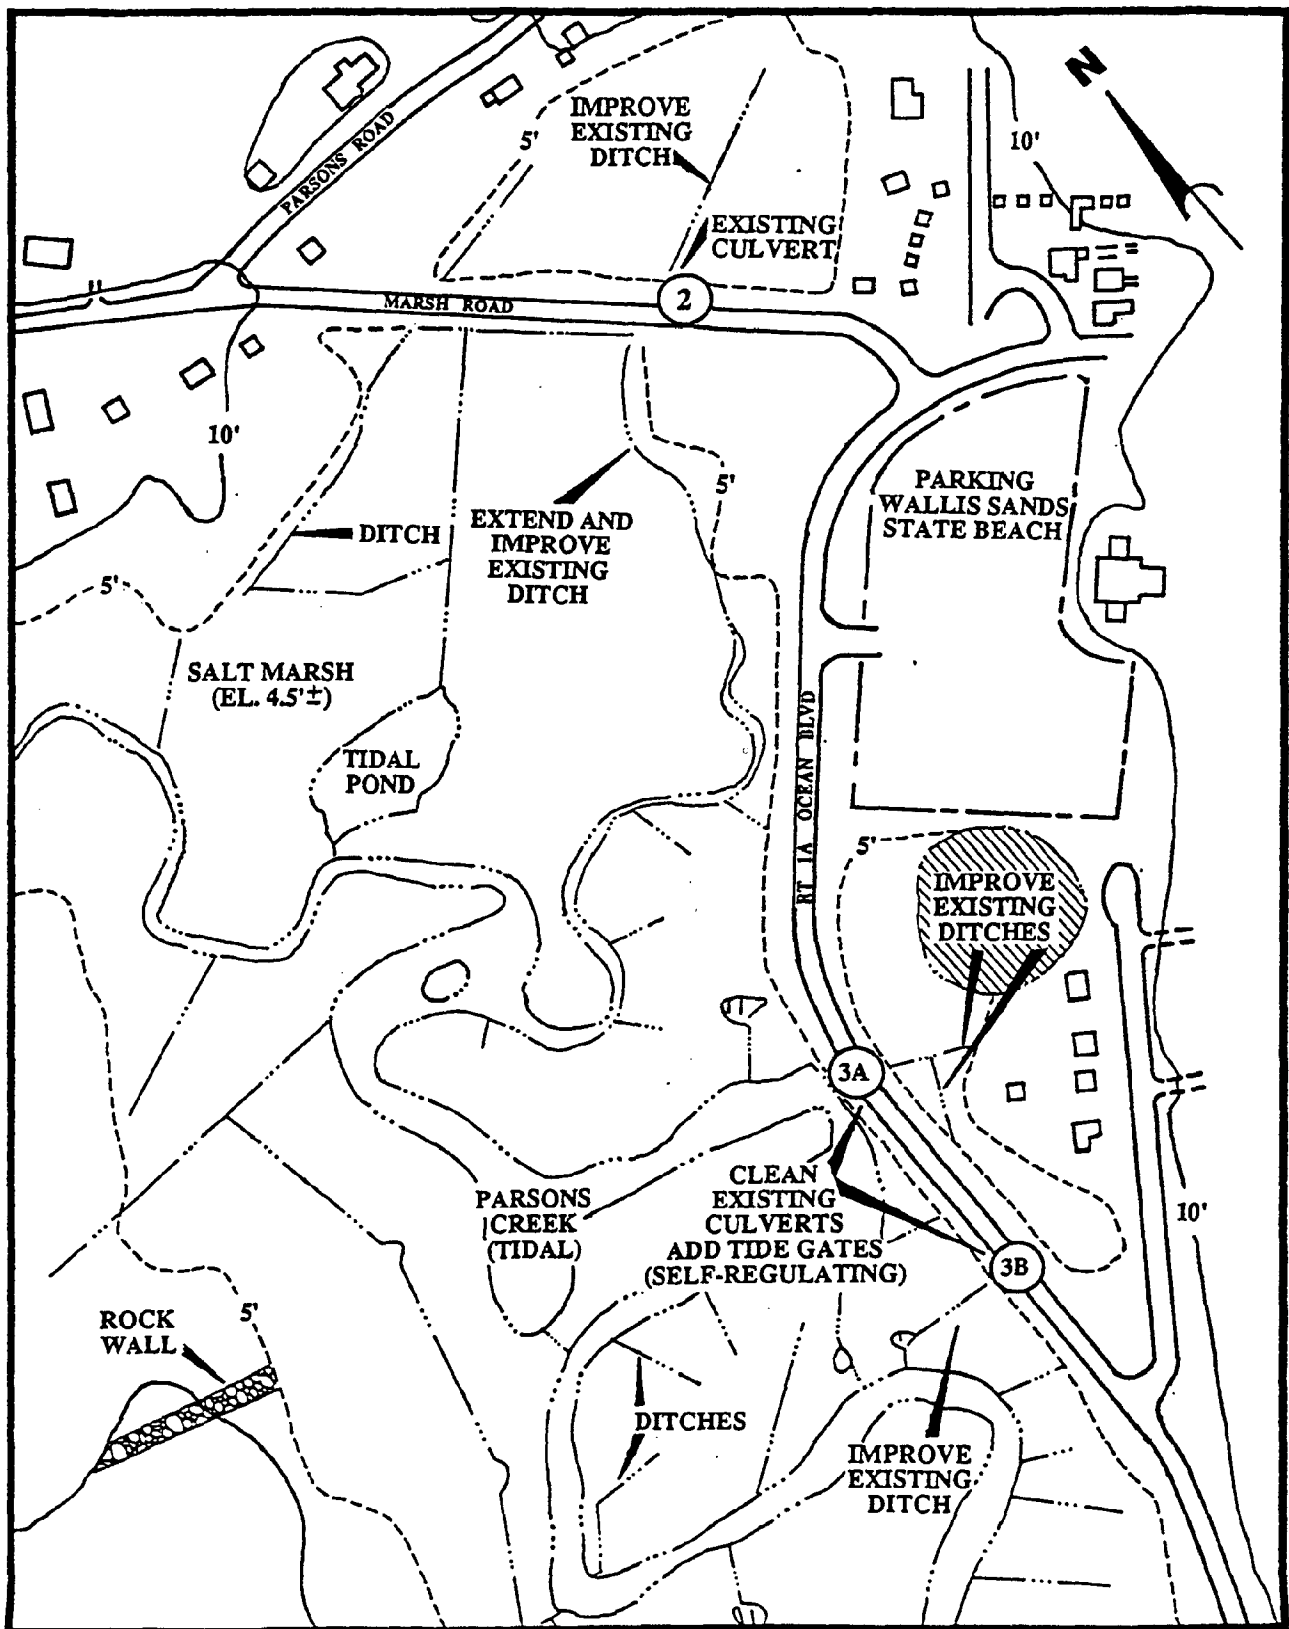 N
IMPROVE
EXISTING
DITCH
5'
10'
PARSONS ROAD
EXISTING
CULVERT
2
MARSH ROAD
10'
DITCH
EXTEND AND
IMPROVE
EXISTING
DITCH
5'
PARKING
WALLIS SANDS
STATE BEACH
5'
SALT MARSH
(EL. 4.5'±)
TIDAL
POND
RT 1A OCEAN BLVD
5'
IMPROVE
EXISTING
DITCHES
3A
CLEAN
EXISTING
CULVERTS
ADD TIDE GATES
(SELF-REGULATING)
PARSONS
CREEK
(TIDAL)
10'
3B
5'
ROCK
WALL
DITCHES
IMPROVE
EXISTING
DITCH